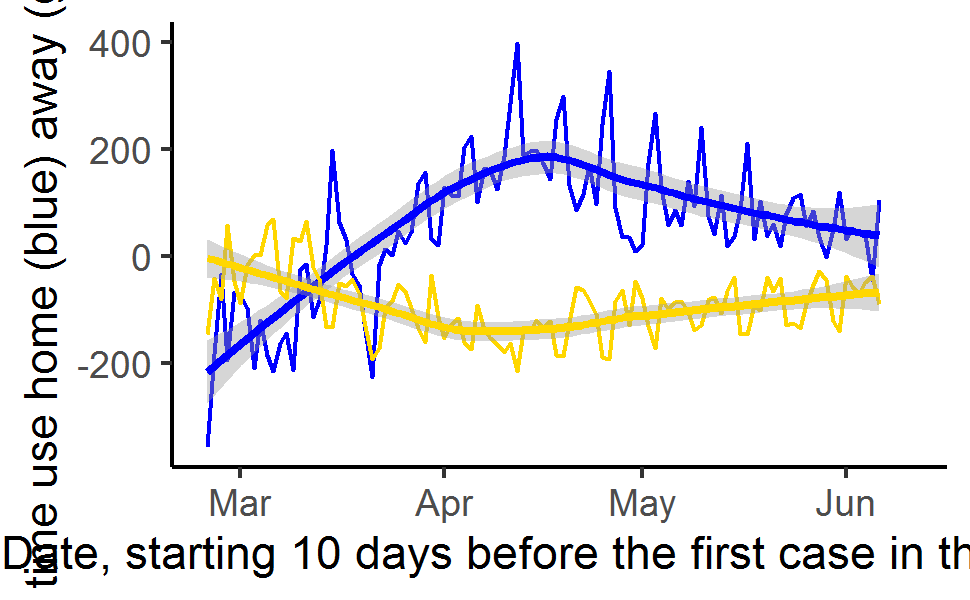 time use home (blue) away (
400
200
0
-200
Mar Apr May Jun
Date, starting 10 days before the first case in th